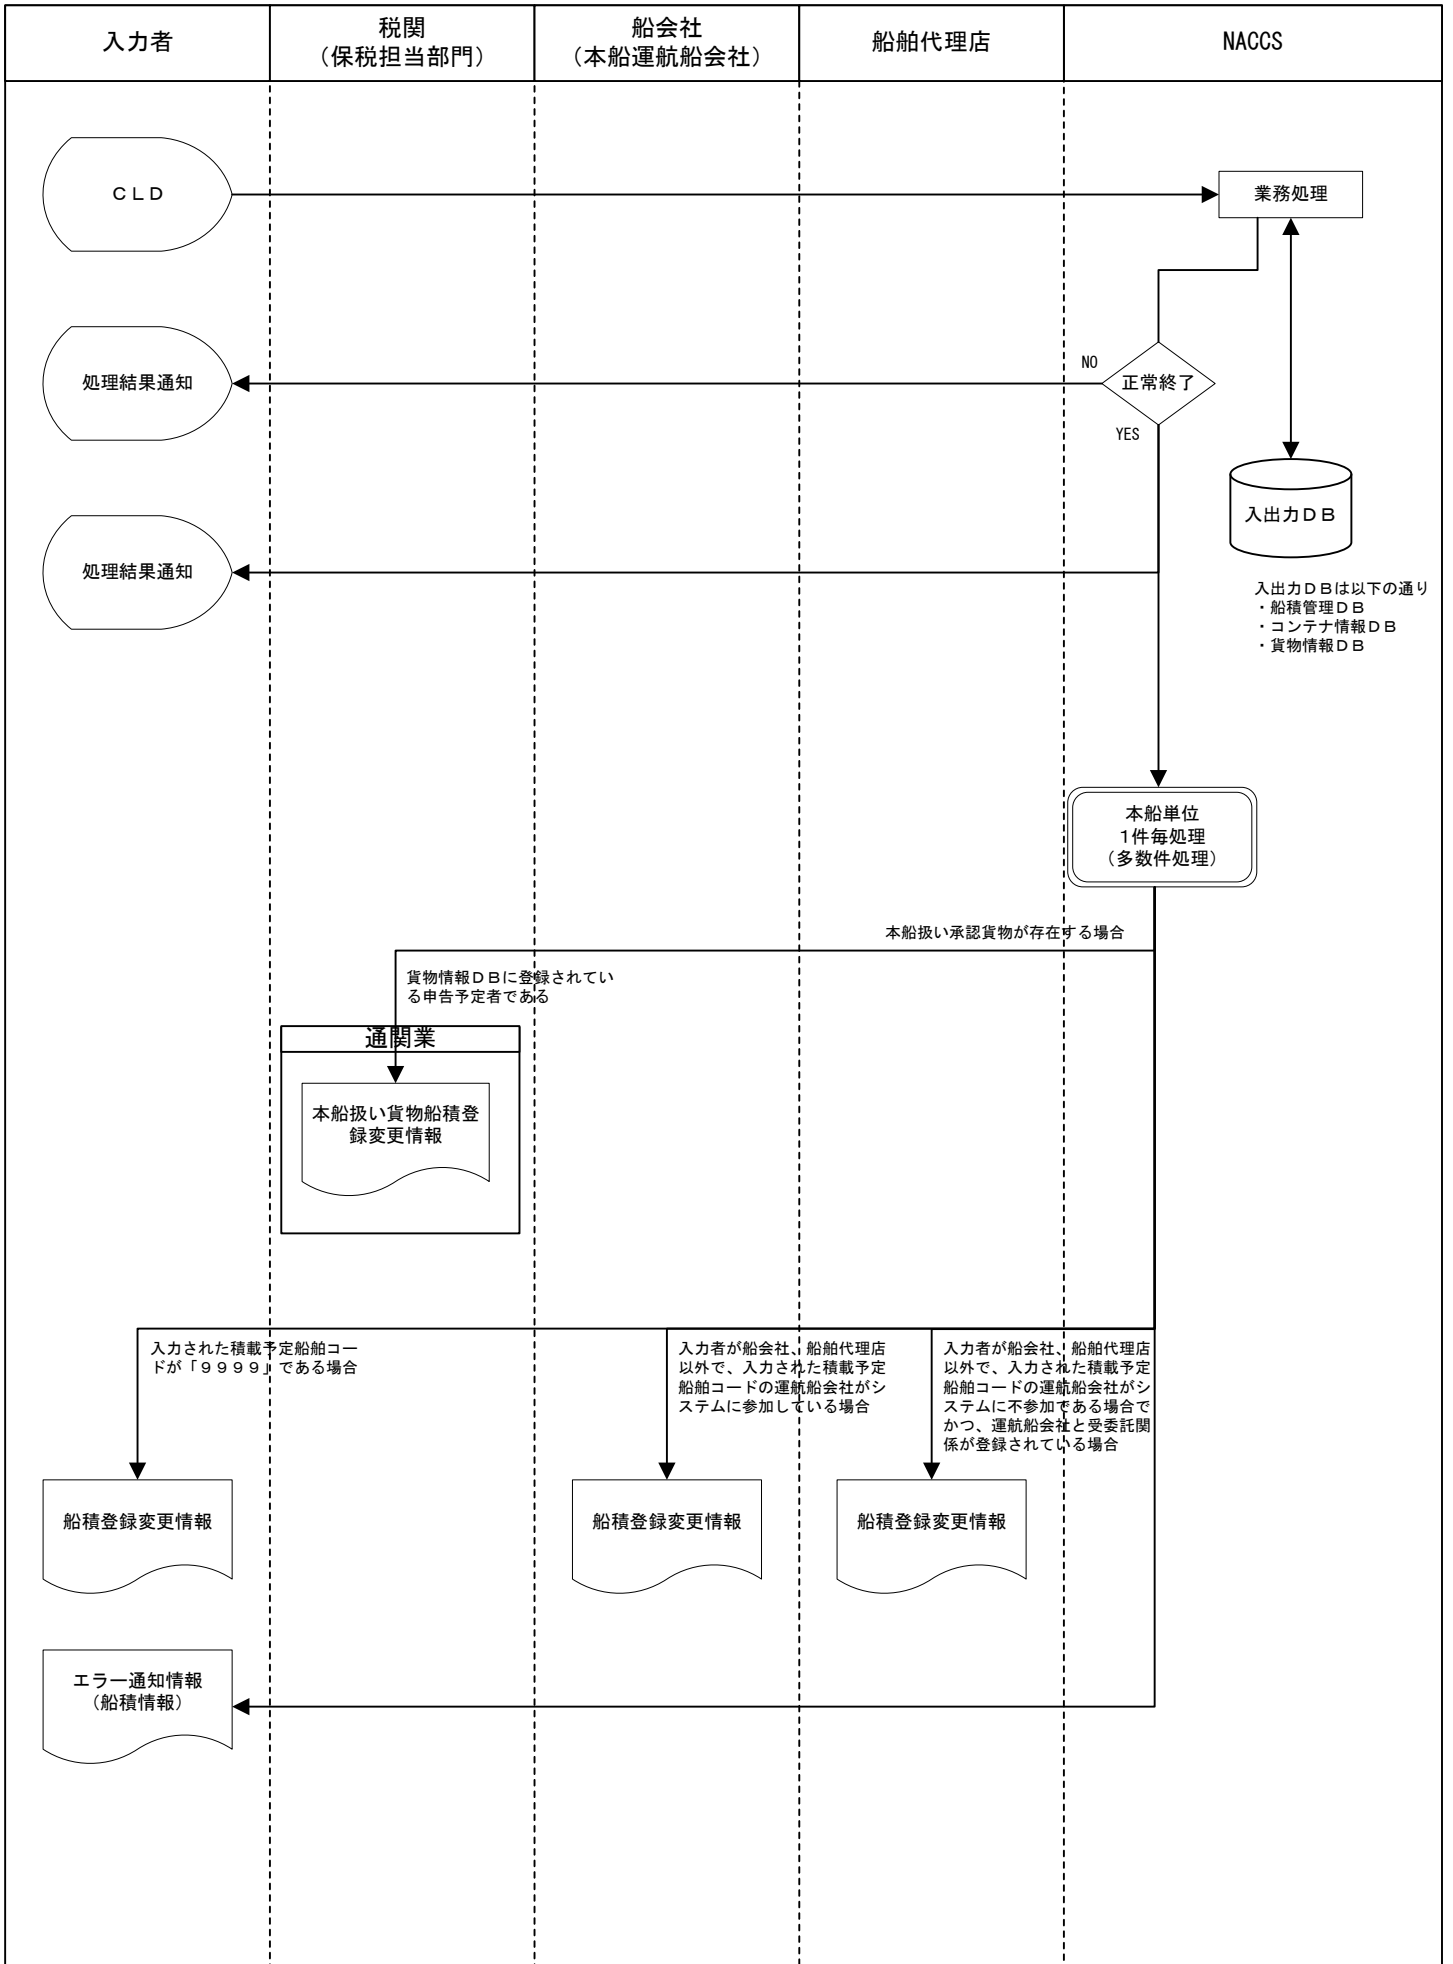 入力者
税関
（保税担当部門）
船会社
（本船運航船会社）
船舶代理店
NACCS
ＣＬＤ
業務処理
処理結果通知
NO
正常終了
YES
入出力ＤＢ
処理結果通知
入出力ＤＢは以下の通り
・船積管理ＤＢ
・コンテナ情報ＤＢ
・貨物情報ＤＢ
本船単位
1件毎処理
（多数件処理）
本船扱い承認貨物が存在する場合
貨物情報ＤＢに登録されてい
る申告予定者である
通関業
本船扱い貨物船積登
録変更情報
入力された積載予定船舶コー
ドが「９９９９」である場合
入力者が船会社、船舶代理店
以外で、入力された積載予定
船舶コードの運航船会社がシ
ステムに参加している場合
入力者が船会社、船舶代理店
以外で、入力された積載予定
船舶コードの運航船会社がシ
ステムに不参加である場合で
かつ、運航船会社と受委託関
係が登録されている場合
船積登録変更情報
船積登録変更情報
船積登録変更情報
エラー通知情報
（船積情報）